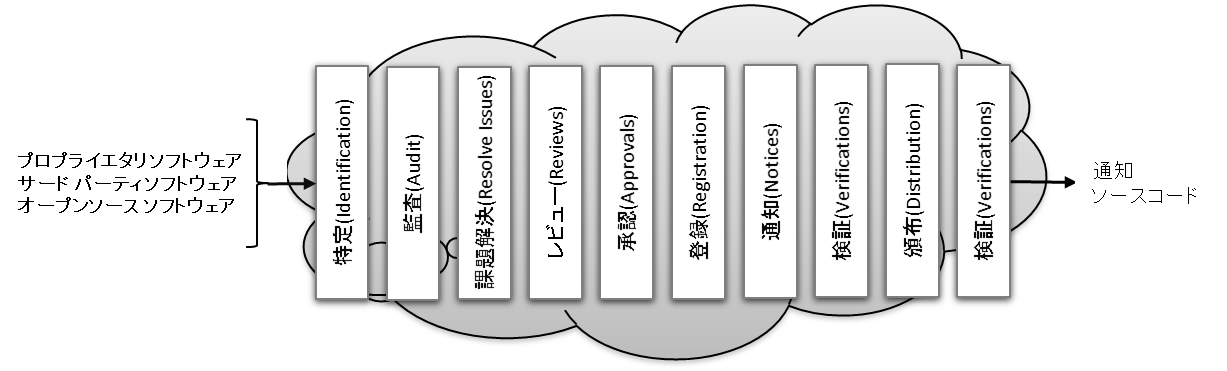 プロプライエタリソフトウェア
サード パーティソフトウェア
オープンソース ソフトウェア
特定(Identification)
監査(Audit)
課題解決(Resolve Issues)
レビュー(Reviews)
承認(Approvals)
登録(Registration)
通知(Notices)
検証(Verifications)
頒布(Distribution)
検証(Verifications)
通知
ソースコード